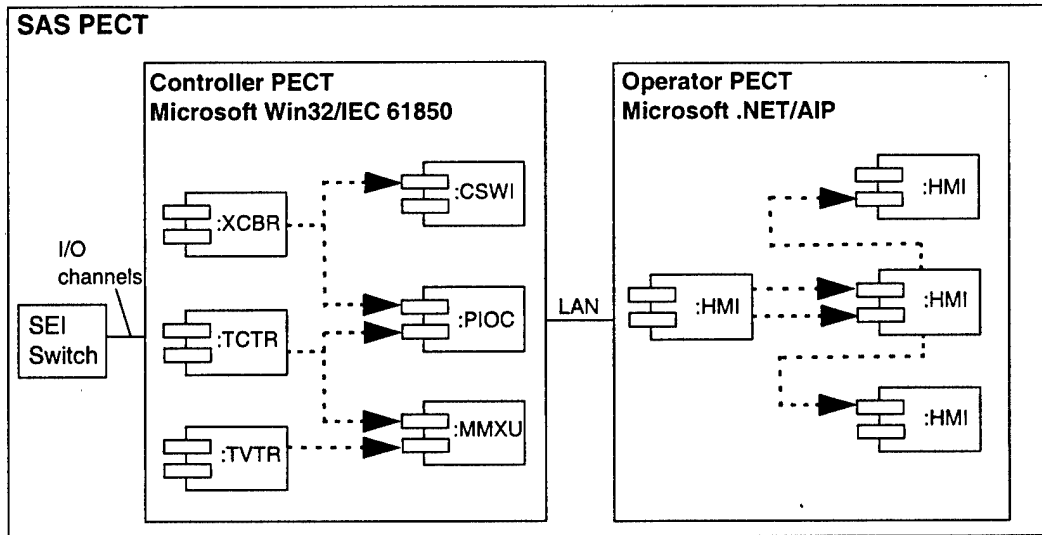 SAS PECT
Controller PECT
Microsoft Win32/IEC 61850
Operator PECT
Microsoft .NET/AIP
:CSWI
:HMI
:XCBR
I/O
channels
:PIOC
LAN
:HMI
:HMI
SEI
Switch
:TCTR
:MMXU
:HMI
:TVTR